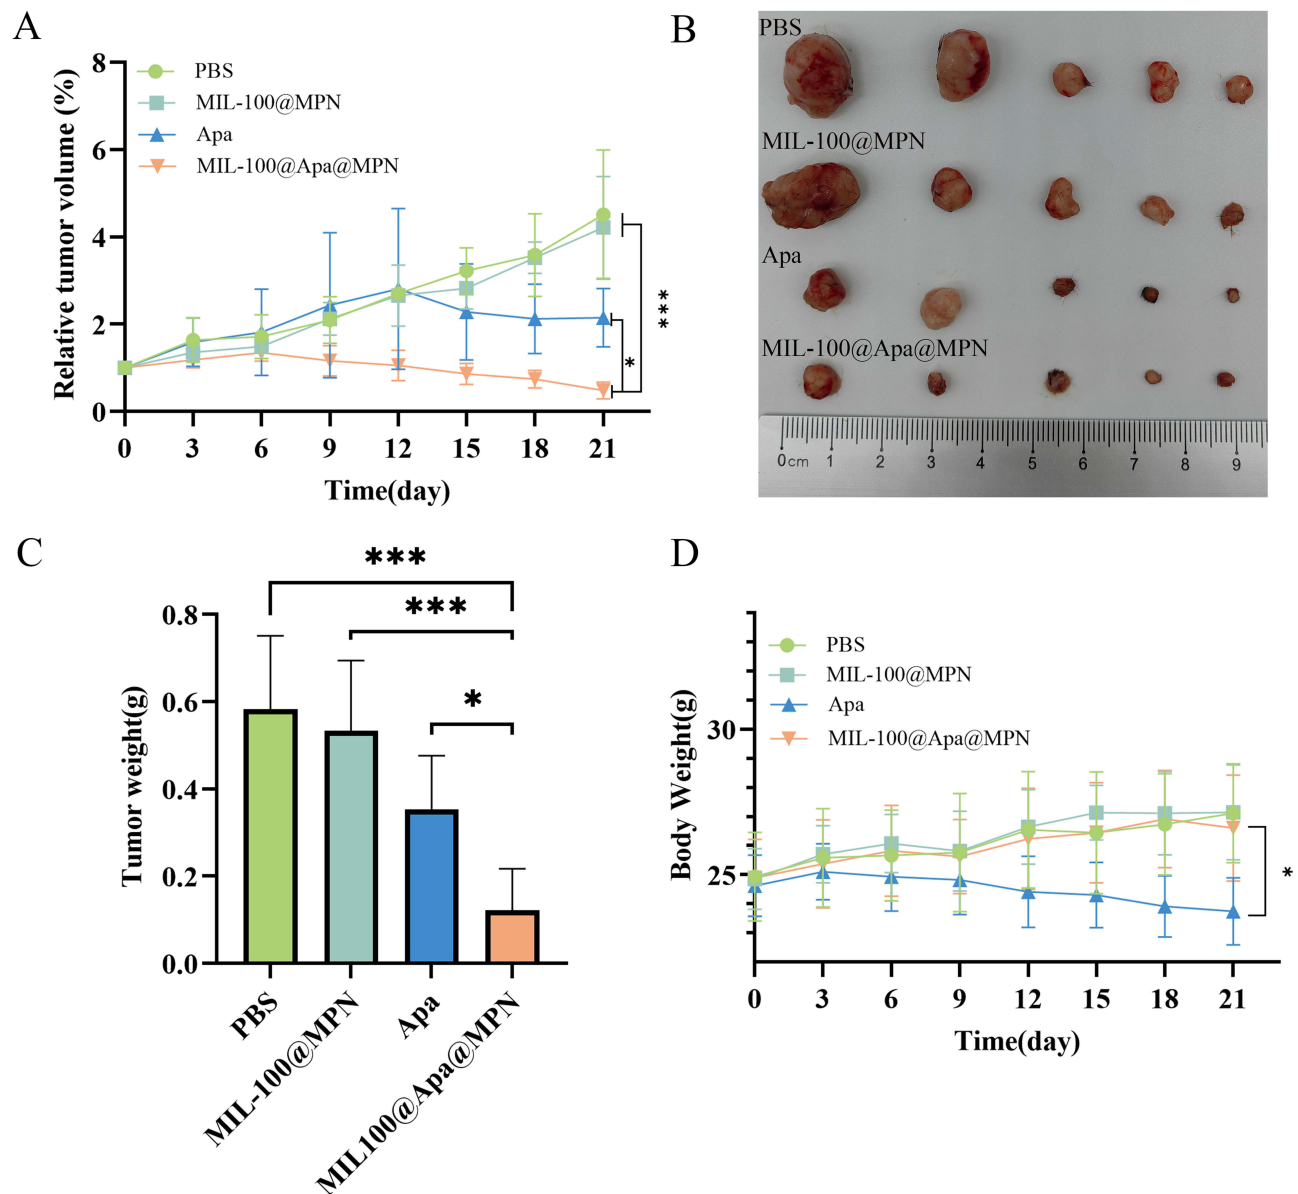 A
Relative tumor volume (%)
8
6
4
2
0
PBS
MIL-100@MPN
Apa
MIL-100@Apa@MPN
***
*
0 3 6 9 12 15 18 21
Time(day)
B
PBS
MIL-100@MPN
Apa
MIL-100@Apa@MPN
0cm 1 2 3 4 5 6 7 8 9
C
Tumor weight(g)
***
***
*
0.8
0.6
0.4
0.2
0.0
PBS
MIL-100@MPN
Apa
MIL100@Apa@MPN
D
Body Weight(g)
PBS
MIL-100@MPN
Apa
MIL-100@Apa@MPN
30
25
*
0 3 6 9 12 15 18 21
Time(day)